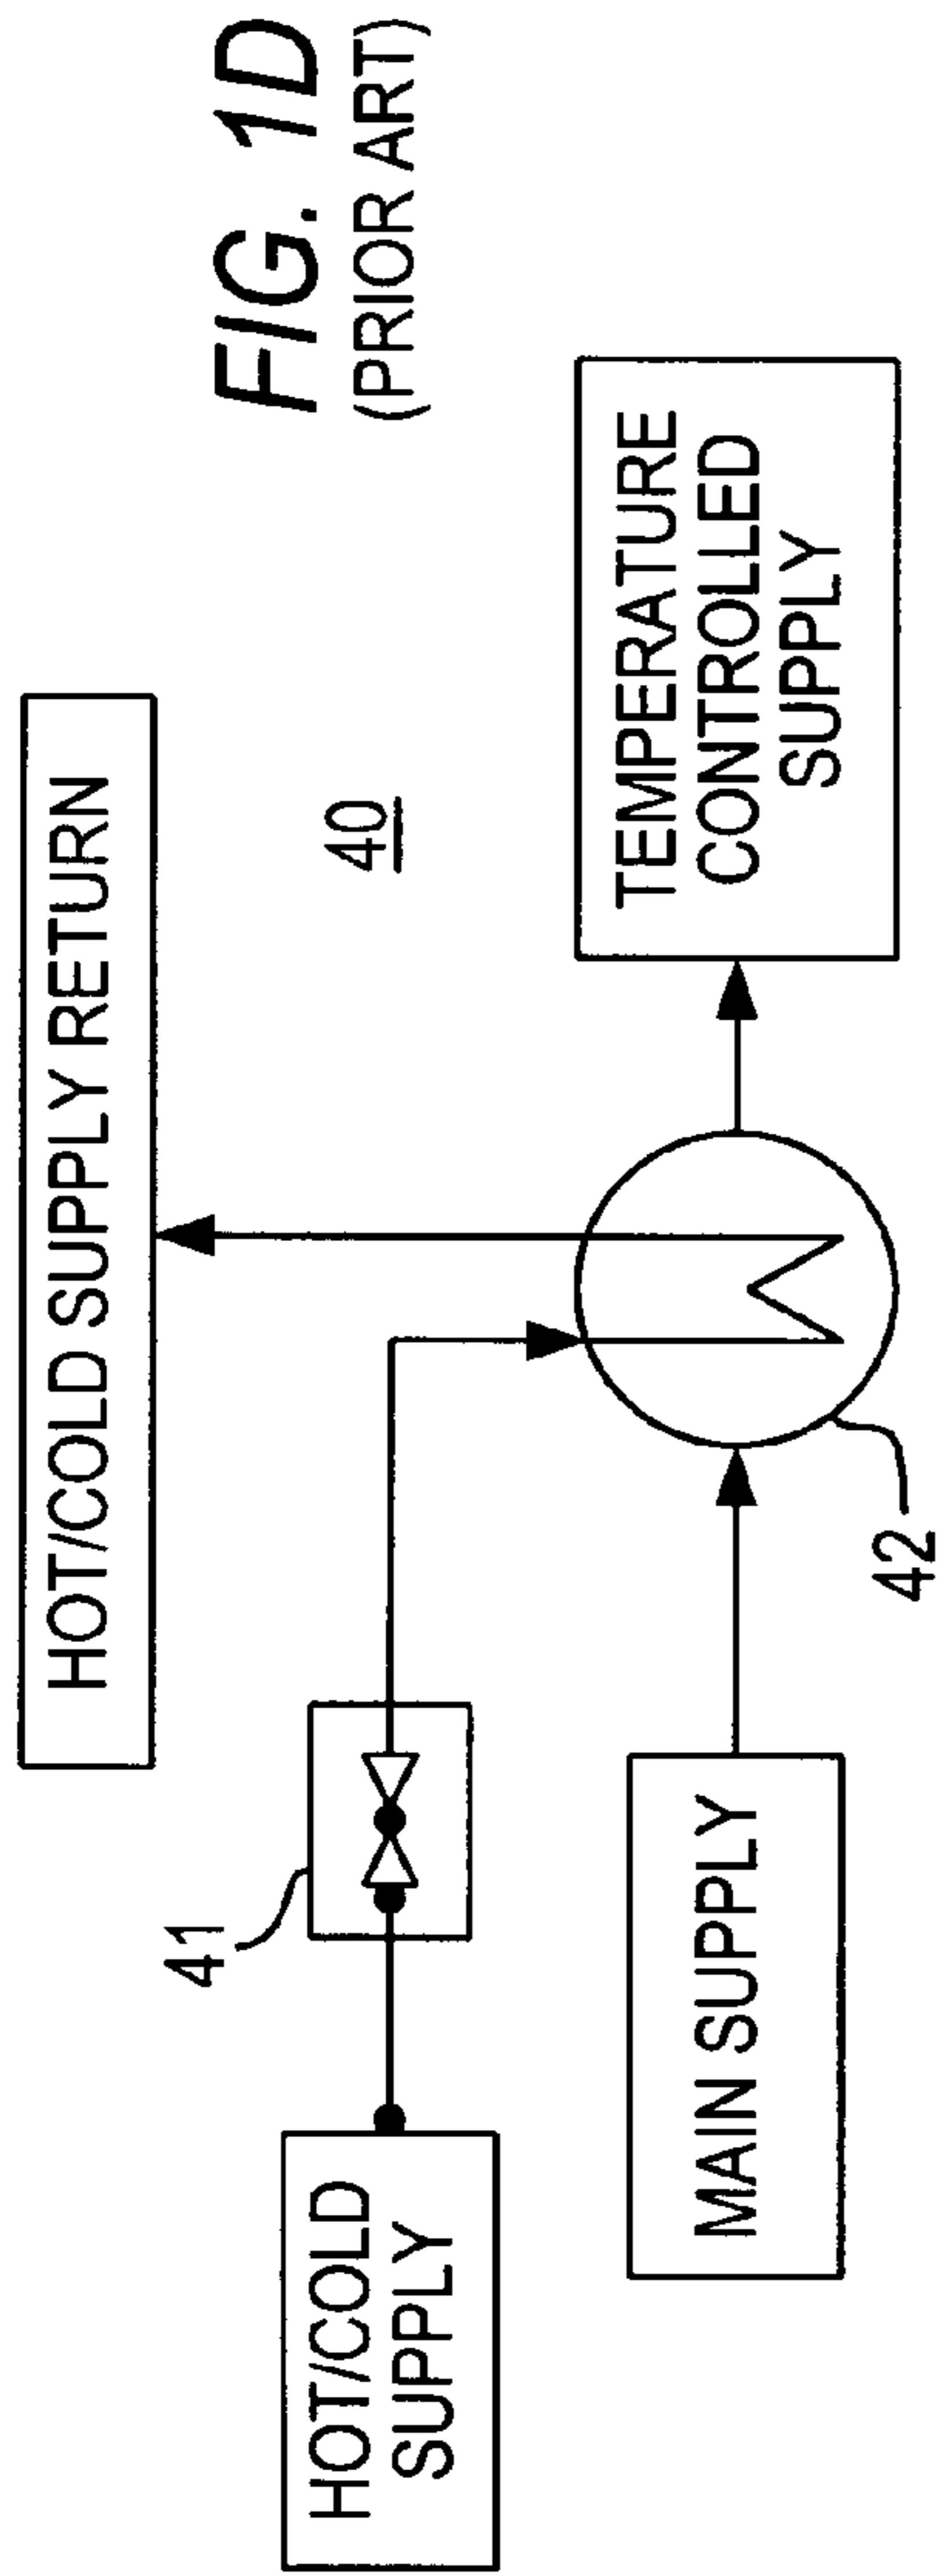 HOT/COLD SUPPLY RETURN
FIG. 1D
(PRIOR ART)
41
40
HOT/COLD
SUPPLY
TEMPERATURE
CONTROLLED
SUPPLY
MAIN SUPPLY
42